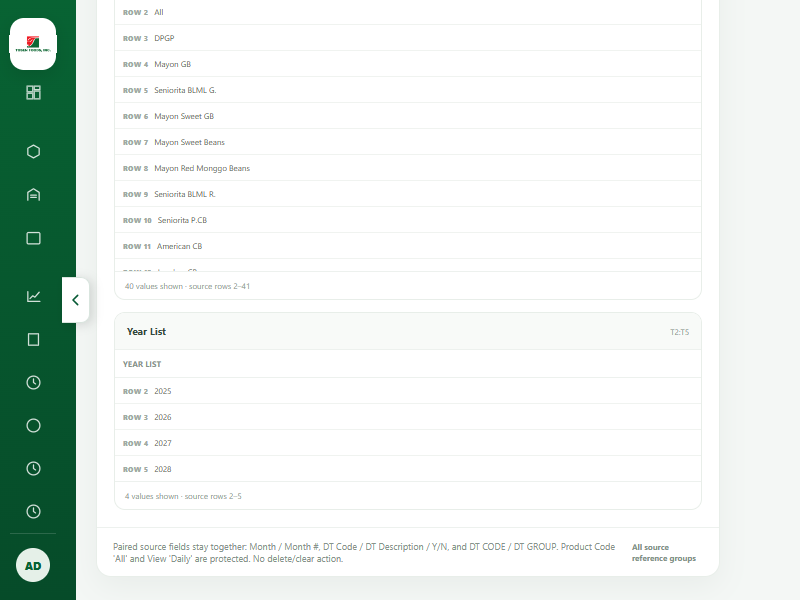 ROW 2 All
ROW 3 DPGP
ROW 4 Mayon GB
ROW 5 Seniorita BLML G.
ROW 6 Mayon Sweet GB
ROW 7 Mayon Sweet Beans
ROW 8 Mayon Red Monggo Beans
ROW 9 Seniorita BLML R.
ROW 10 Seniorita P.CB
ROW 11 American CB
40 values shown · source rows 2–41
Year List T2:T5
YEAR LIST
ROW 2 2025
ROW 3 2026
ROW 4 2027
ROW 5 2028
4 values shown · source rows 2–5
Paired source fields stay together: Month / Month #, DT Code / DT Description / Y/N, and DT CODE / DT GROUP. Product Code
'All' and View 'Daily' are protected. No delete/clear action.
All source
reference groups
AD